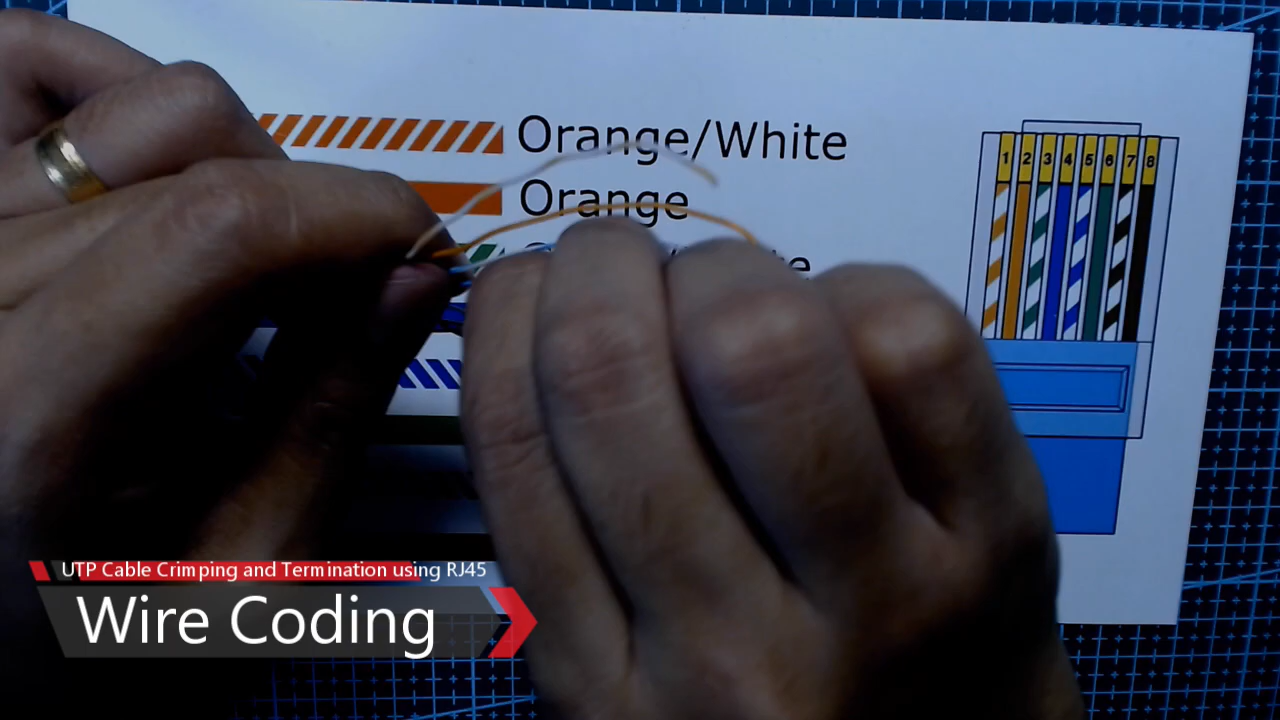 Orange/White
Orange
1 2 3 4 5 6 7 8
UTP Cable Crimping and Termination using RJ45
Wire Coding